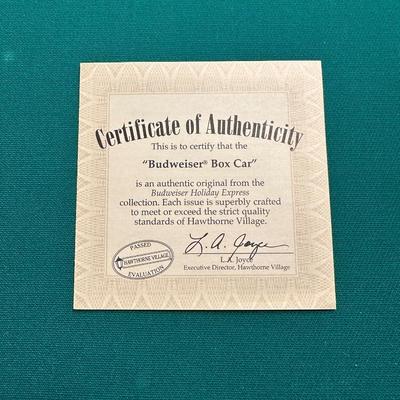 Certificate of Authenticity
This is to certify that the
"Budweiser® Box Car"
is an authentic original from the
Budweiser Holiday Express
collection. Each issue is superbly crafted
to meet or exceed the strict quality
standards of Hawthorne Village.
L. A. Joyce
L.A. Joyce
Executive Director, Hawthorne Village
PASSED
HAWTHORNE VILLAGE
EVALUATION